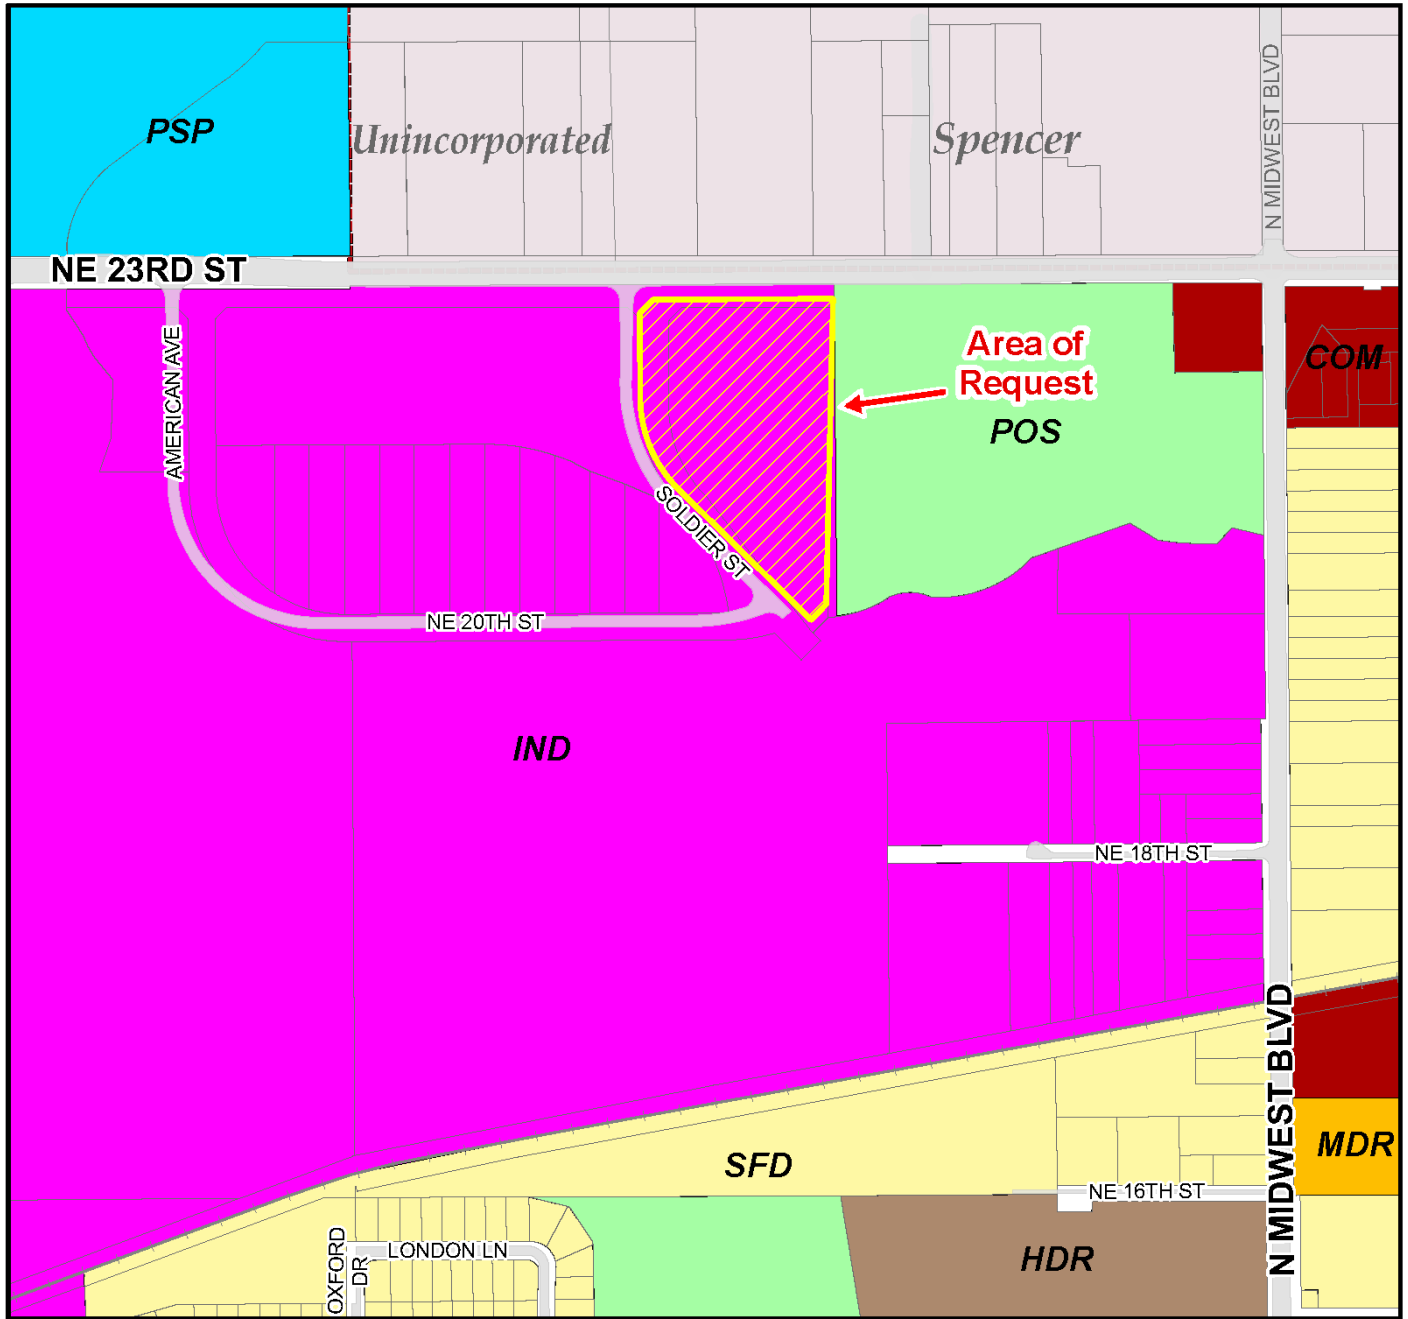 PSP
Unincorporated
Spencer
N MIDWEST BLVD
NE 23RD ST
AMERICAN AVE
Area of
Request
POS
COM
SOLDIER ST
NE 20TH ST
IND
NE 18TH ST
N MIDWEST BLVD
SFD
MDR
NE 16TH ST
OXFORD
DR
LONDON LN
HDR